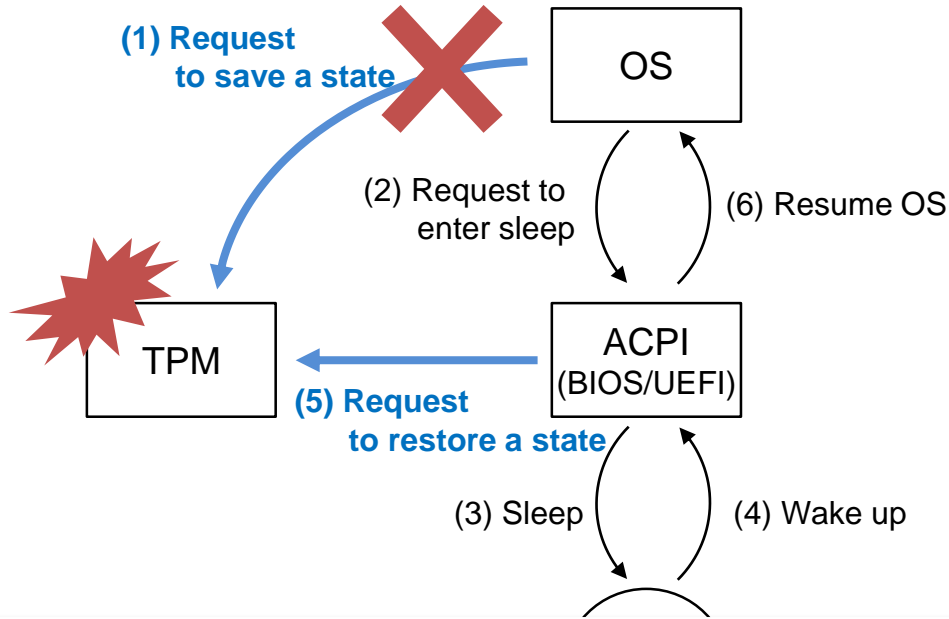 (1) Request
to save a state
OS
(2) Request to
enter sleep
(6) Resume OS
TPM
ACPI
(BIOS/UEFI)
(5) Request
to restore a state
(3) Sleep
(4) Wake up